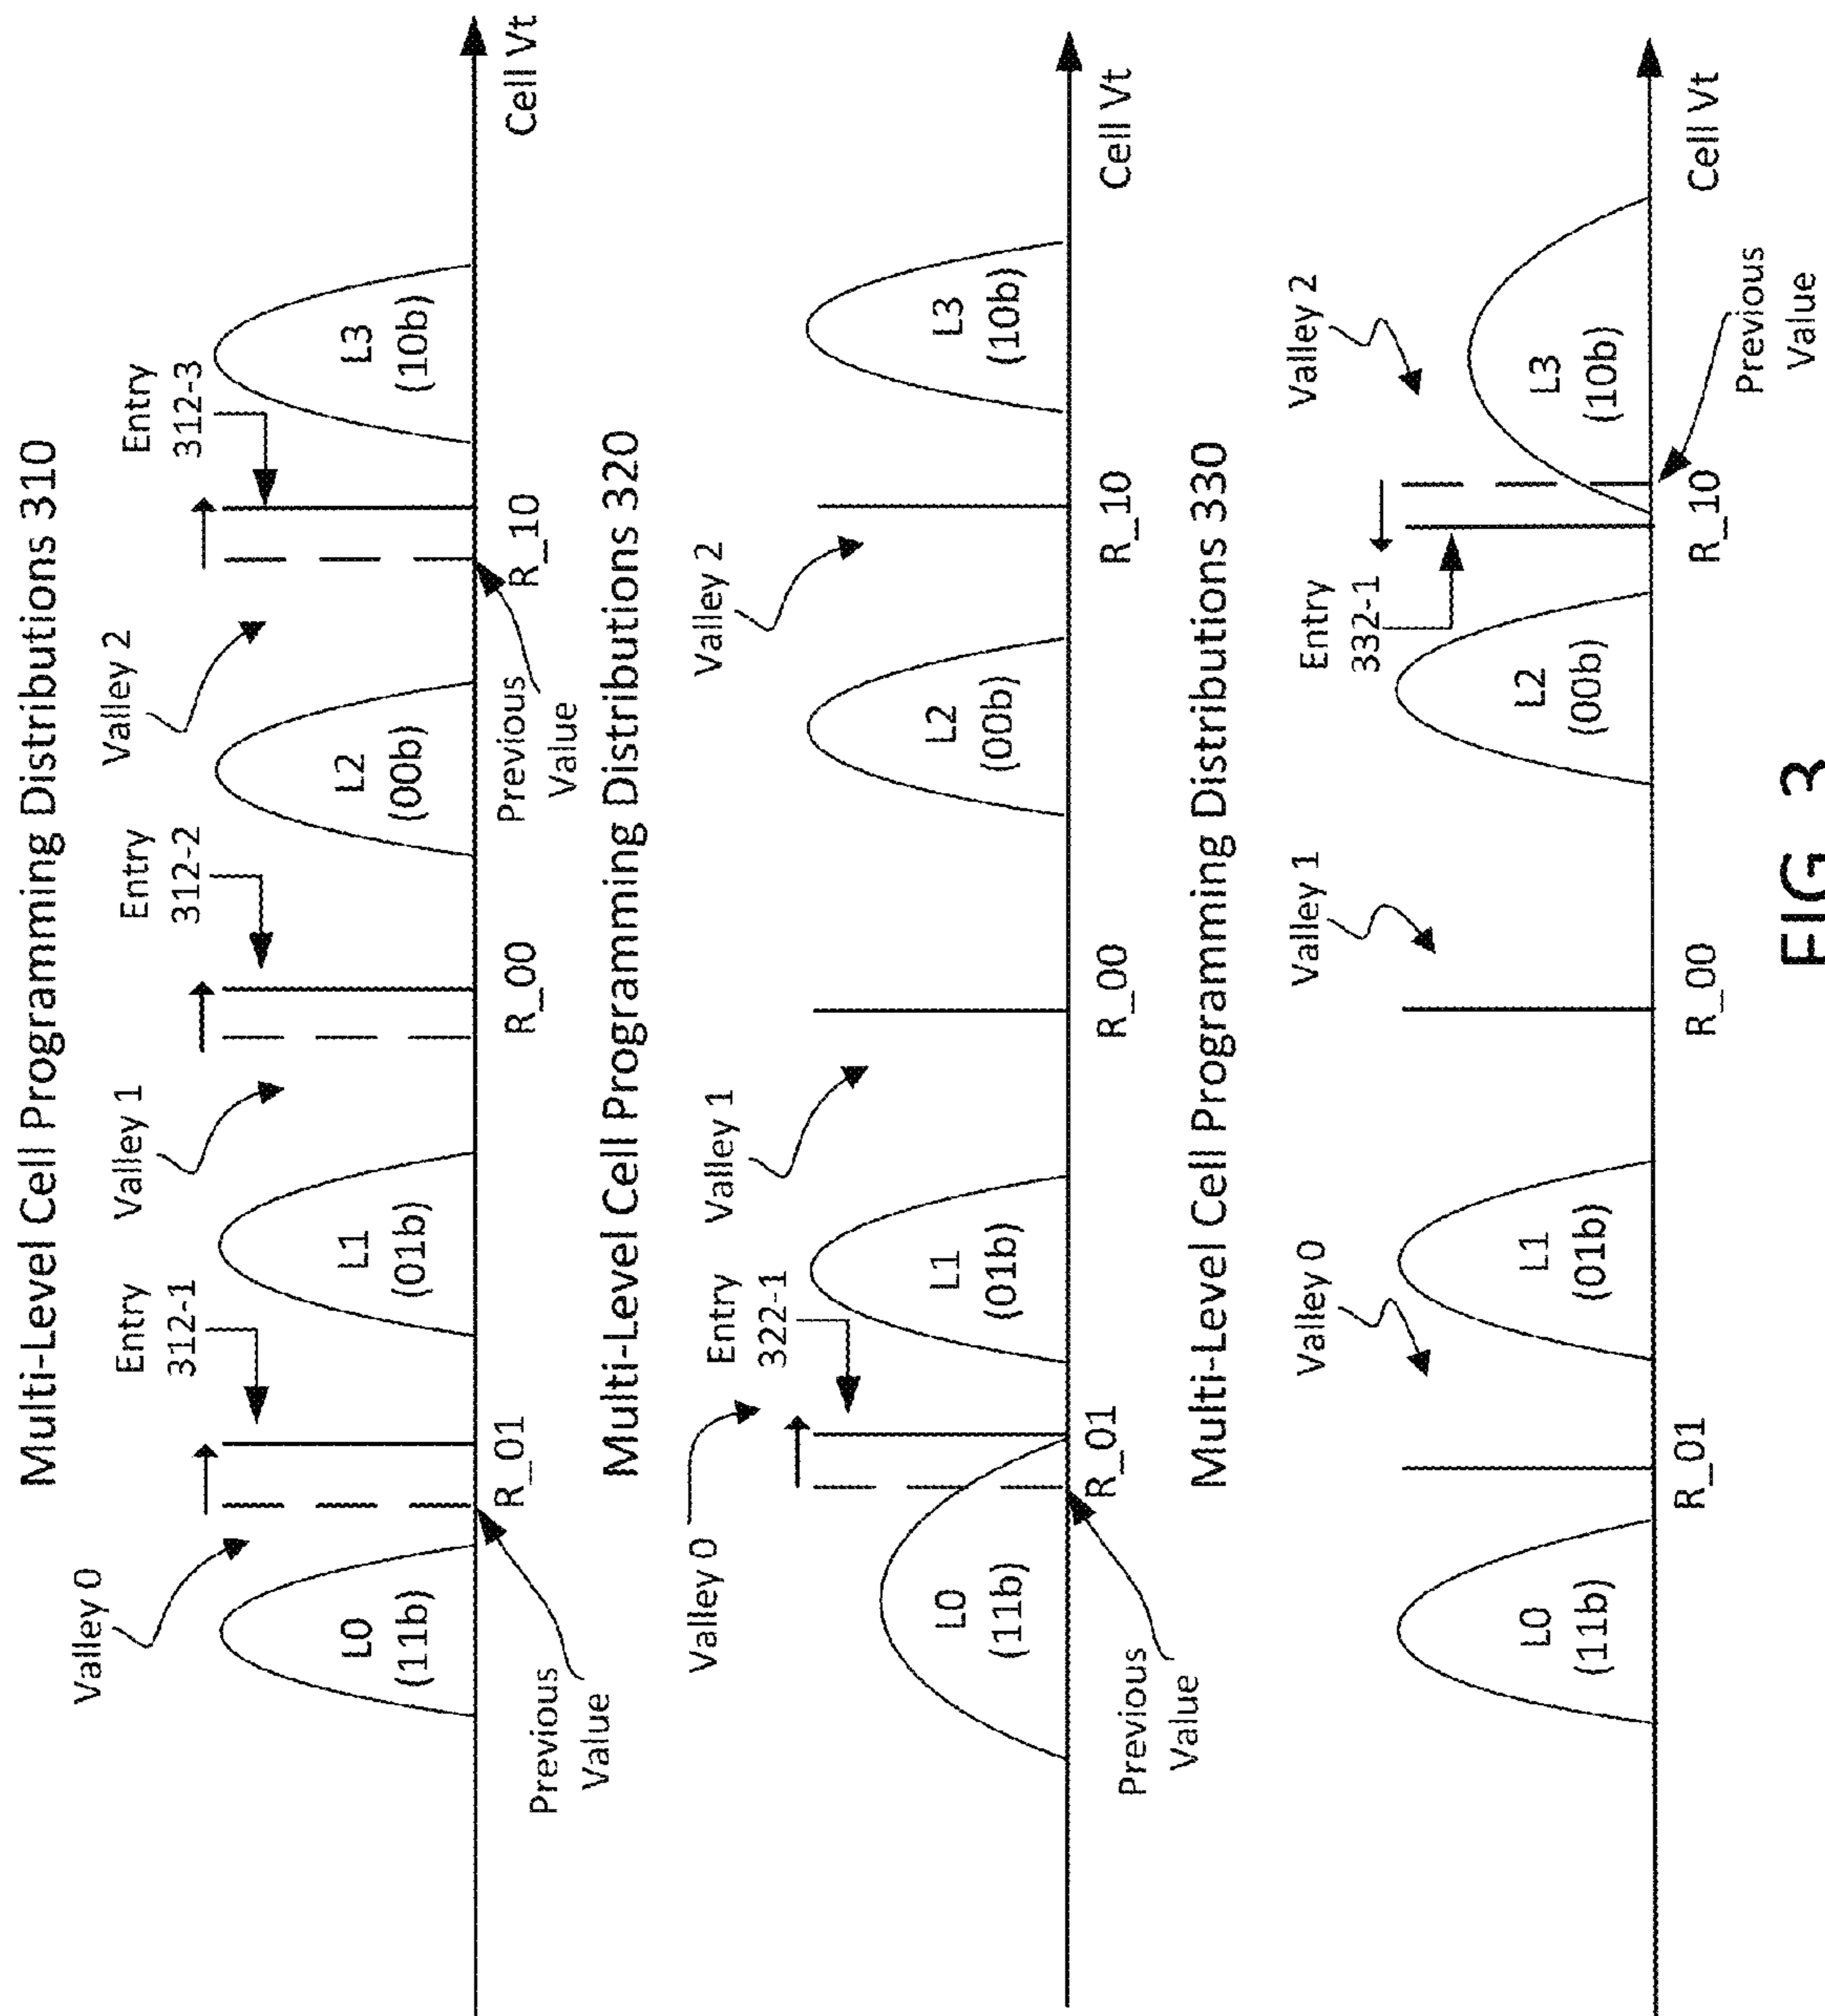 Multi-Level Cell Programming Distributions 310
Valley 0
Entry
312-1
Valley 1
Entry
312-2
Valley 2
Entry
312-3
L0
(11b)
L1
(01b)
L2
(00b)
L3
(10b)
R_01
R_00
R_10
Cell Vt
Previous
Value
Previous
Value
Multi-Level Cell Programming Distributions 320
Valley 0
Entry
322-1
Valley 1
Valley 2
L0
(11b)
L1
(01b)
L2
(00b)
L3
(10b)
R_01
R_00
R_10
Cell Vt
Previous
Value
Multi-Level Cell Programming Distributions 330
Valley 0
Valley 1
Entry
332-1
Valley 2
L0
(11b)
L1
(01b)
L2
(00b)
L3
(10b)
R_01
R_00
R_10
Cell Vt
Previous
Value
FIG. 3